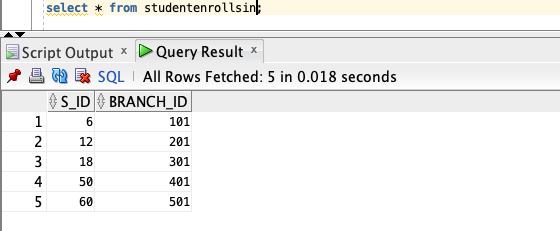 select * from studentenrollsin;
Script Output × Query Result ×
SQL | All Rows Fetched: 5 in 0.018 seconds
S_ID BRANCH_ID
1 6 101
2 12 201
3 18 301
4 50 401
5 60 501